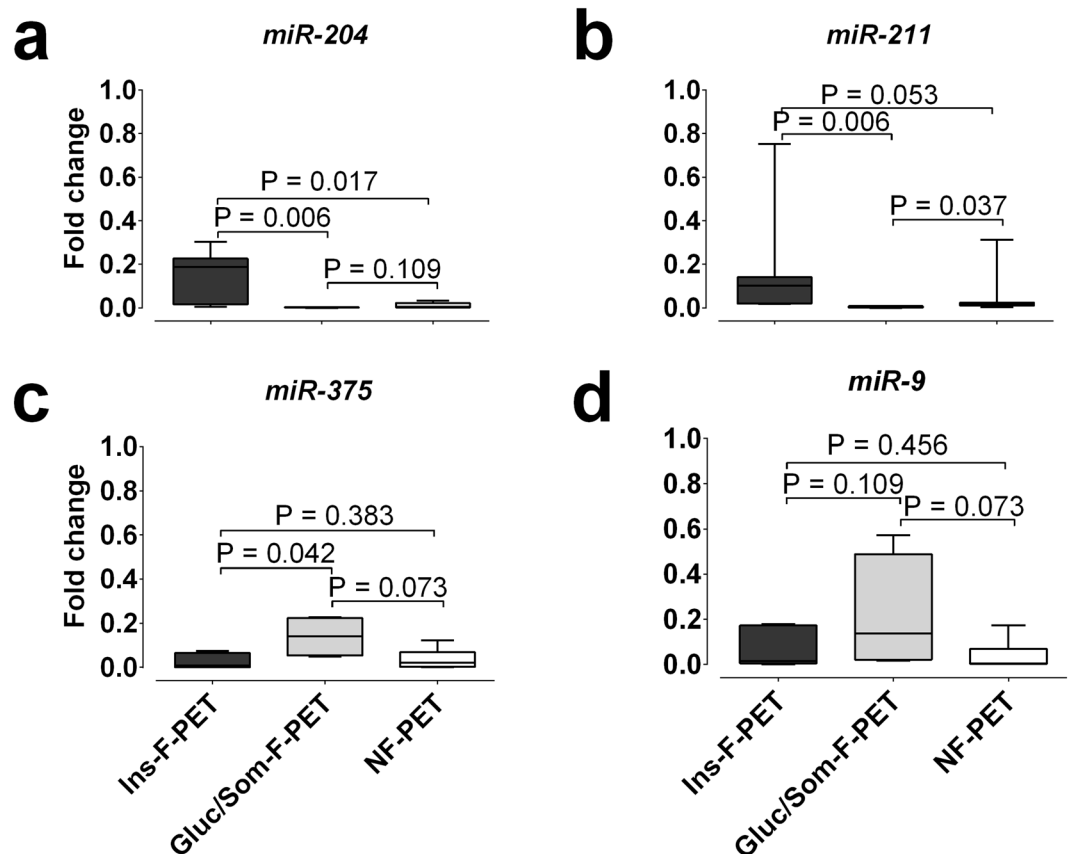 a
miR-204
Fold change
1.0
0.8
0.6
0.4
0.2
0.0
P = 0.017
P = 0.006
P = 0.109
b
miR-211
1.0
0.8
0.6
0.4
0.2
0.0
P = 0.053
P = 0.006
P = 0.037
c
miR-375
Fold change
1.0
0.8
0.6
0.4
0.2
0.0
P = 0.383
P = 0.042
P = 0.073
Ins-F-PET
Gluc/Som-F-PET
NF-PET
d
miR-9
1.0
0.8
0.6
0.4
0.2
0.0
P = 0.456
P = 0.109
P = 0.073
Ins-F-PET
Gluc/Som-F-PET
NF-PET